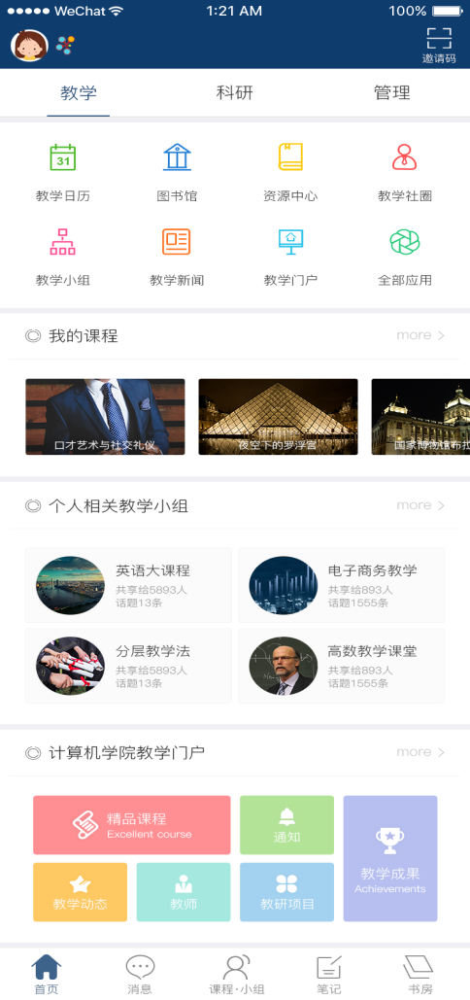 WeChat 1:21 AM 100%
邀请码
教学 科研 管理
31
教学日历 图书馆 资源中心 教学社圈
教学小组 教学新闻 教学门户 全部应用
我的课程 more
口才艺术与社交礼仪 夜空下的罗浮宫 国家博物馆布拉
个人相关教学小组 more
英语大课程
共享给5893人
话题13条
电子商务教学
共享给893人
话题1555条
分层教学法
共享给5893人
话题13条
高数教学课堂
共享给893人
话题1555条
计算机学院教学门户 more
精品课程
Excellent course
通知
教学成果
Achievements
教学动态 教师 教研项目
首页 消息 课程·小组 笔记 书房